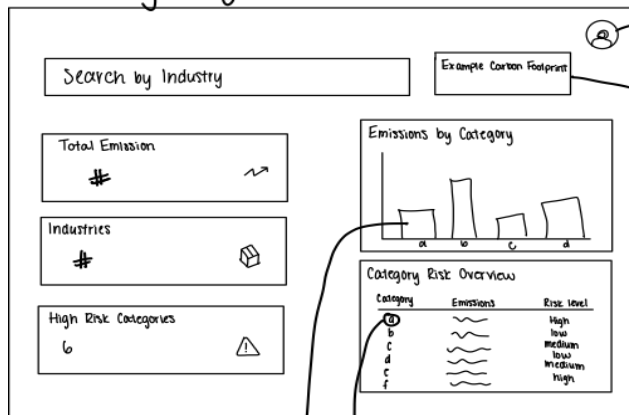 Search by Industry
Example Carbon Footprint
Total Emission
#
Industries
#
High Risk Categories
6
Emissions by Category
a b c d
Category Risk Overview
Category Emissions Risk level
a High
b low
c medium
d low
e medium
f high